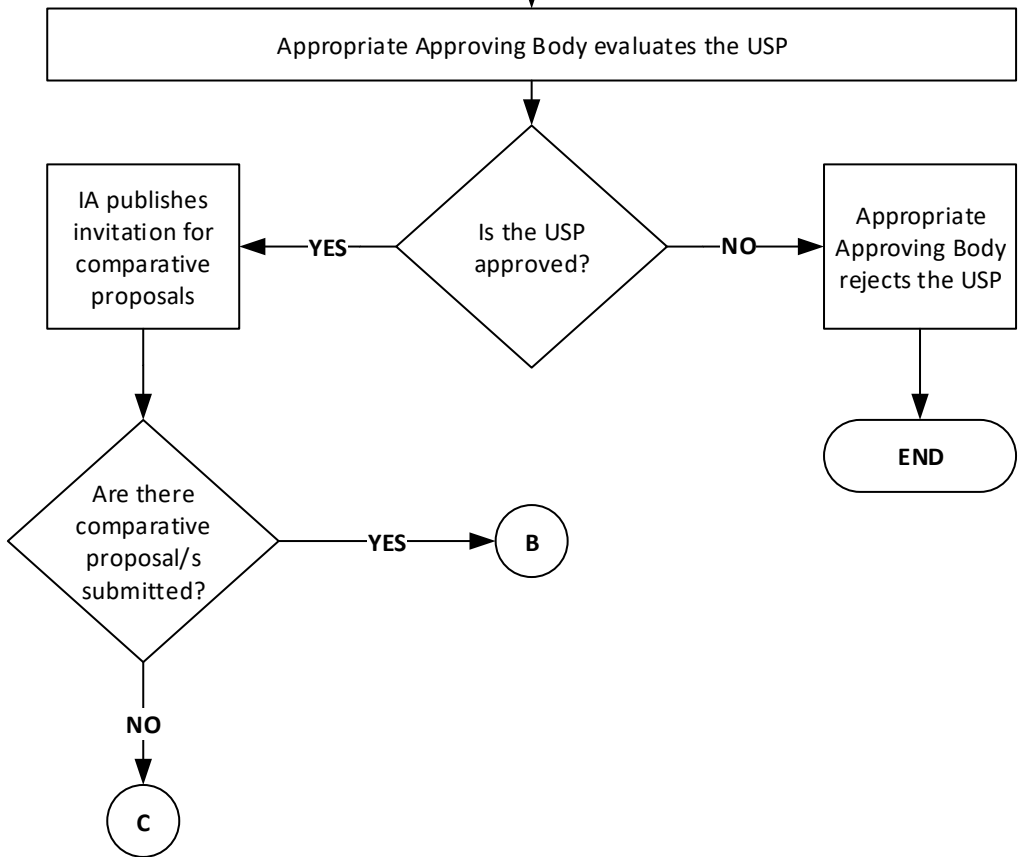 Appropriate Approving Body evaluates the USP
IA publishes
invitation for
comparative
proposals
YES
Is the USP
approved?
NO
Appropriate
Approving Body
rejects the USP
END
Are there
comparative
proposal/s
submitted?
YES
B
NO
C